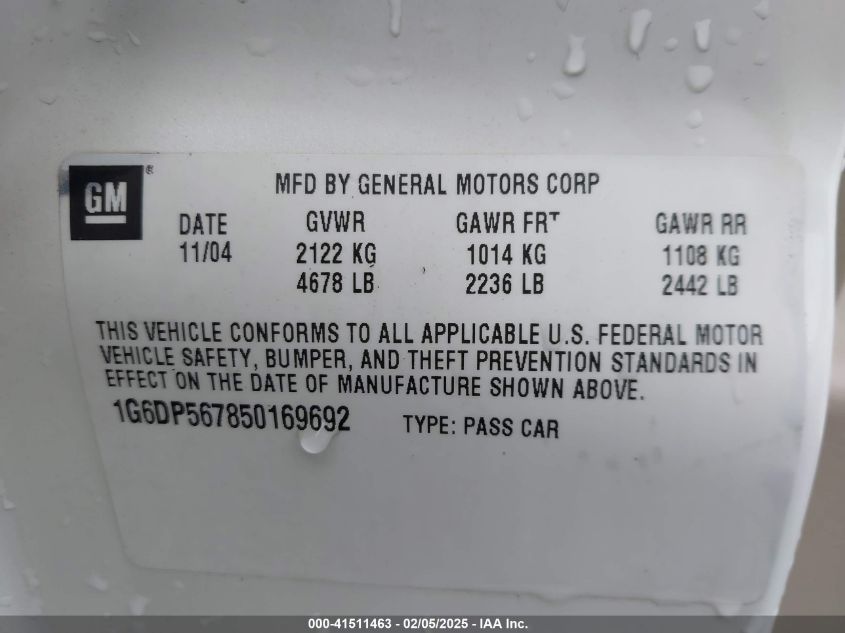 GM ®
MFD BY GENERAL MOTORS CORP
DATE GVWR GAWR FRT GAWR RR
11/04 2122 KG 1014 KG 1108 KG
4678 LB 2236 LB 2442 LB
THIS VEHICLE CONFORMS TO ALL APPLICABLE U.S. FEDERAL MOTOR
VEHICLE SAFETY, BUMPER, AND THEFT PREVENTION STANDARDS IN
EFFECT ON THE DATE OF MANUFACTURE SHOWN ABOVE.
1G6DP567850169692 TYPE: PASS CAR
000-41511463 - 02/05/2025 - IAA Inc.